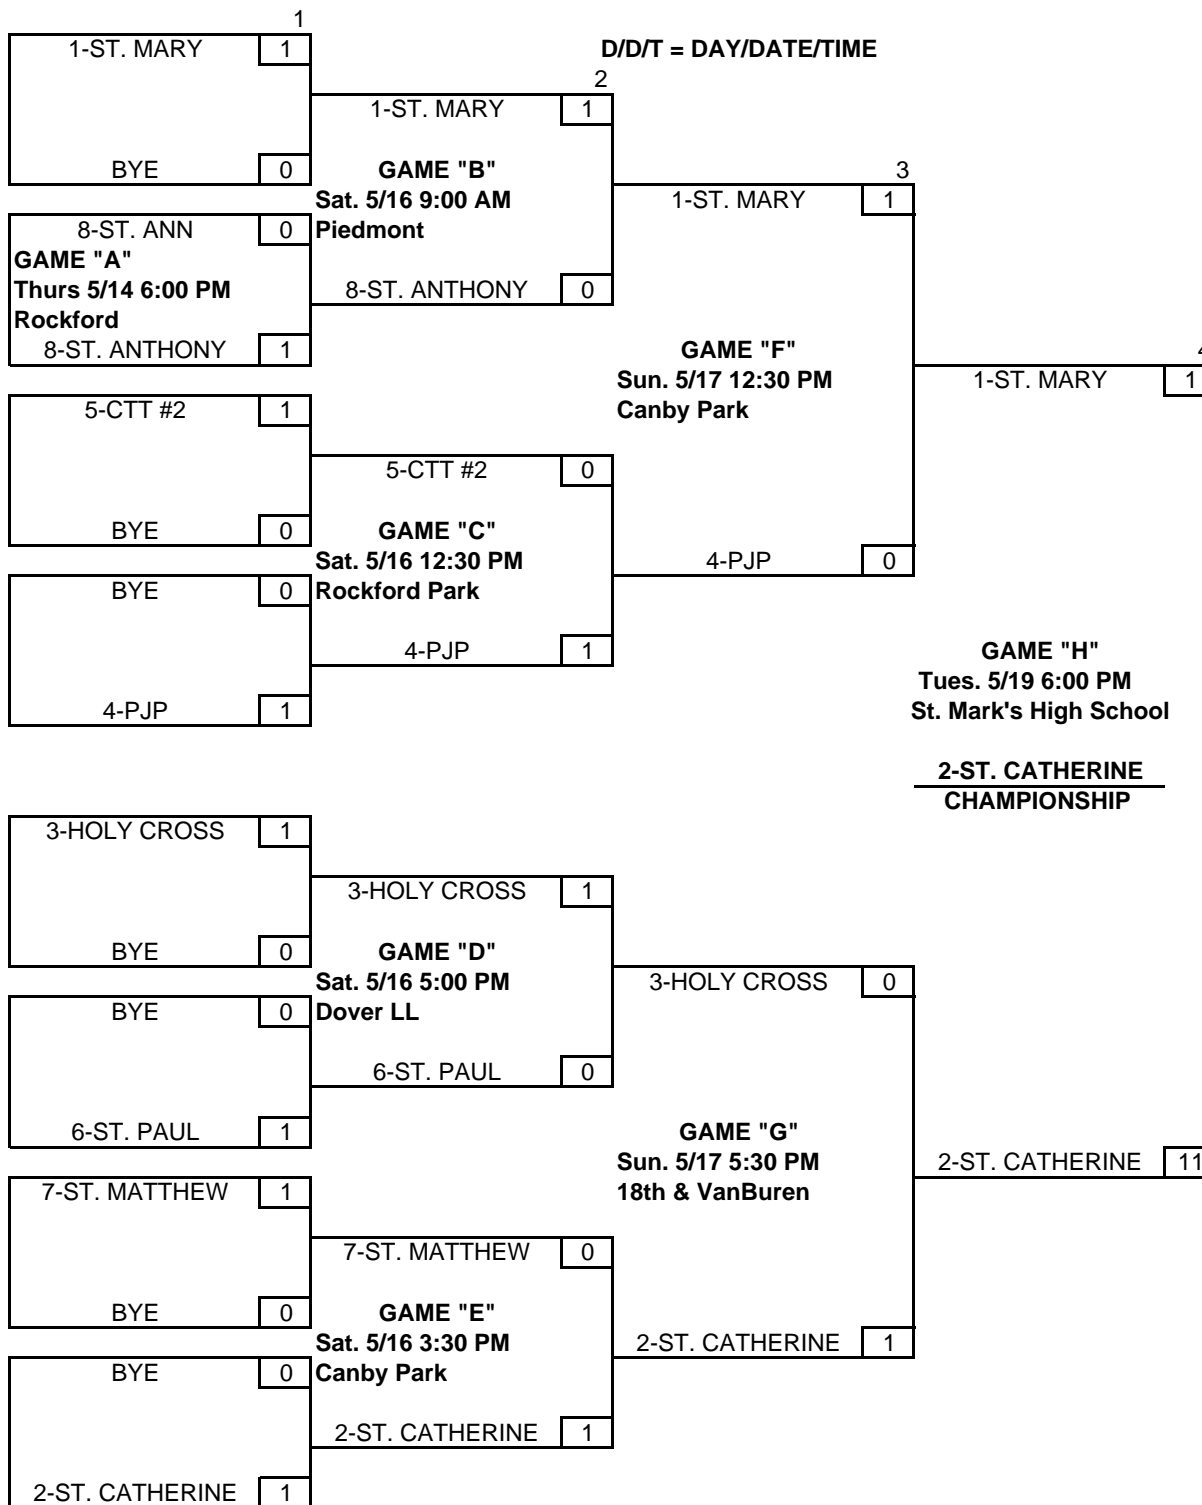 1
1-ST. MARY 1
D/D/T = DAY/DATE/TIME
2
1-ST. MARY 1
BYE 0
GAME "B"
3
Sat. 5/16 9:00 AM
1-ST. MARY 1
8-ST. ANN 0
Piedmont
GAME "A"
Thurs 5/14 6:00 PM
8-ST. ANTHONY 0
Rockford
8-ST. ANTHONY 1
GAME "F"
4
Sun. 5/17 12:30 PM
1-ST. MARY 1
5-CTT #2 1
Canby Park
5-CTT #2 0
BYE 0
GAME "C"
Sat. 5/16 12:30 PM
4-PJP 0
BYE 0
Rockford Park
4-PJP 1
GAME "H"
Tues. 5/19 6:00 PM
4-PJP 1
St. Mark's High School
2-ST. CATHERINE
CHAMPIONSHIP
3-HOLY CROSS 1
3-HOLY CROSS 1
BYE 0
GAME "D"
Sat. 5/16 5:00 PM
3-HOLY CROSS 0
BYE 0
Dover LL
6-ST. PAUL 0
6-ST. PAUL 1
GAME "G"
Sun. 5/17 5:30 PM
2-ST. CATHERINE 11
7-ST. MATTHEW 1
18th & VanBuren
7-ST. MATTHEW 0
BYE 0
GAME "E"
Sat. 5/16 3:30 PM
2-ST. CATHERINE 1
BYE 0
Canby Park
2-ST. CATHERINE 1
2-ST. CATHERINE 1